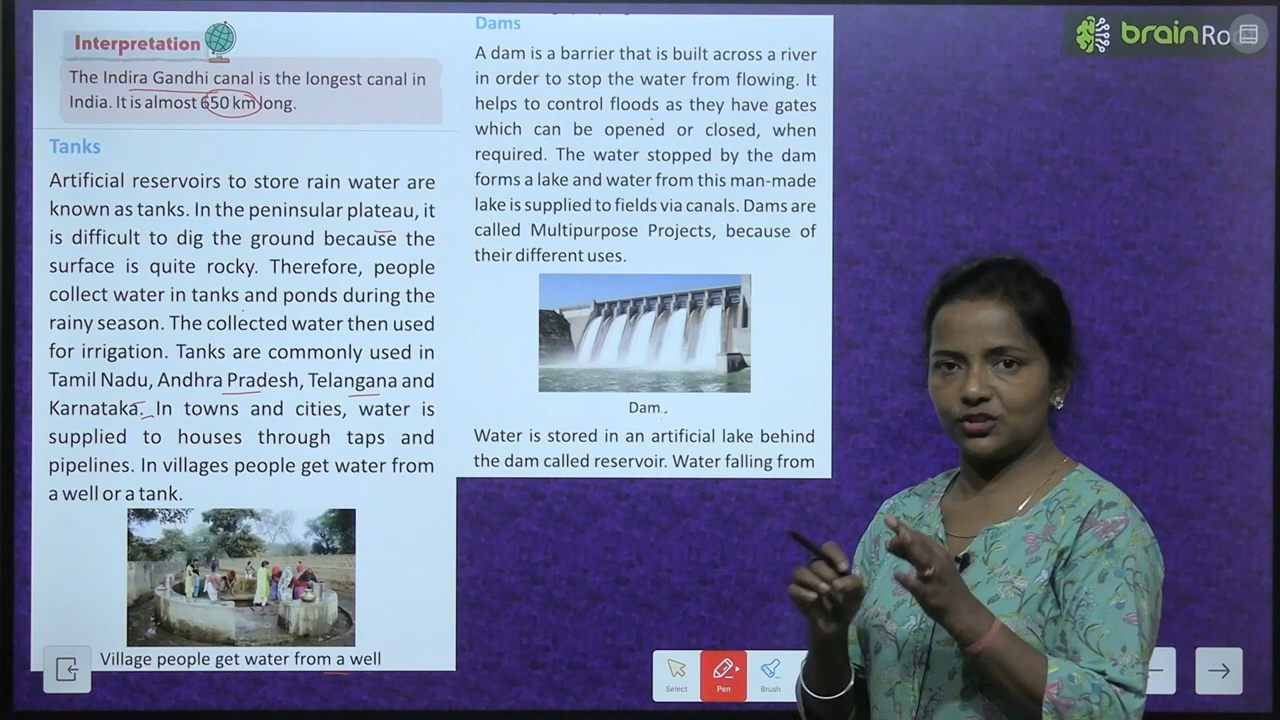 Interpretation
The Indira Gandhi canal is the longest canal in
India. It is almost 650 km long.
Tanks
Artificial reservoirs to store rain water are
known as tanks. In the peninsular plateau, it
is difficult to dig the ground because the
surface is quite rocky. Therefore, people
collect water in tanks and ponds during the
rainy season. The collected water then used
for irrigation. Tanks are commonly used in
Tamil Nadu, Andhra Pradesh, Telangana and
Karnataka. In towns and cities, water is
supplied to houses through taps and
pipelines. In villages people get water from
a well or a tank.
Village people get water from a well
Dams
A dam is a barrier that is built across a river
in order to stop the water from flowing. It
helps to control floods as they have gates
which can be opened or closed, when
required. The water stopped by the dam
forms a lake and water from this man-made
lake is supplied to fields via canals. Dams are
called Multipurpose Projects, because of
their different uses.
Dam
Water is stored in an artificial lake behind
the dam called reservoir. Water falling from
brain Ro
Select
Pen
Brush